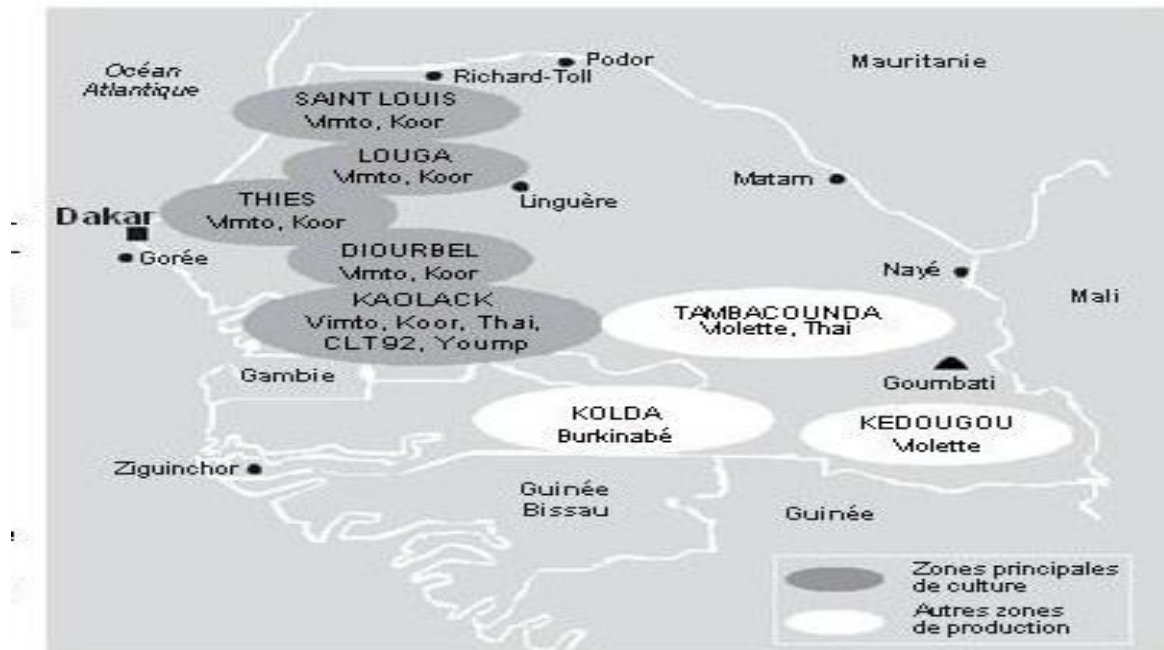 Océan
Atlantique
Podor
Richard-Toll
Mauritanie
SAINT LOUIS
Vimto, Koor
LOUGA
Vimto, Koor
Linguère
Matam
THIES
Vimto, Koor
Dakar
Gorée
DIOURBEL
Vimto, Koor
Nayé
Mali
KAOLACK
Vimto, Koor, Thai,
CLT92, Yoump
TAMBACOUNDA
Violette, Thai
Gambie
Goumbati
KOLDA
Burkinabé
KEDOUGOU
Violette
Ziguinchor
Guinée
Bissau
Guinée
Zones principales
de culture
Autres zones
de production